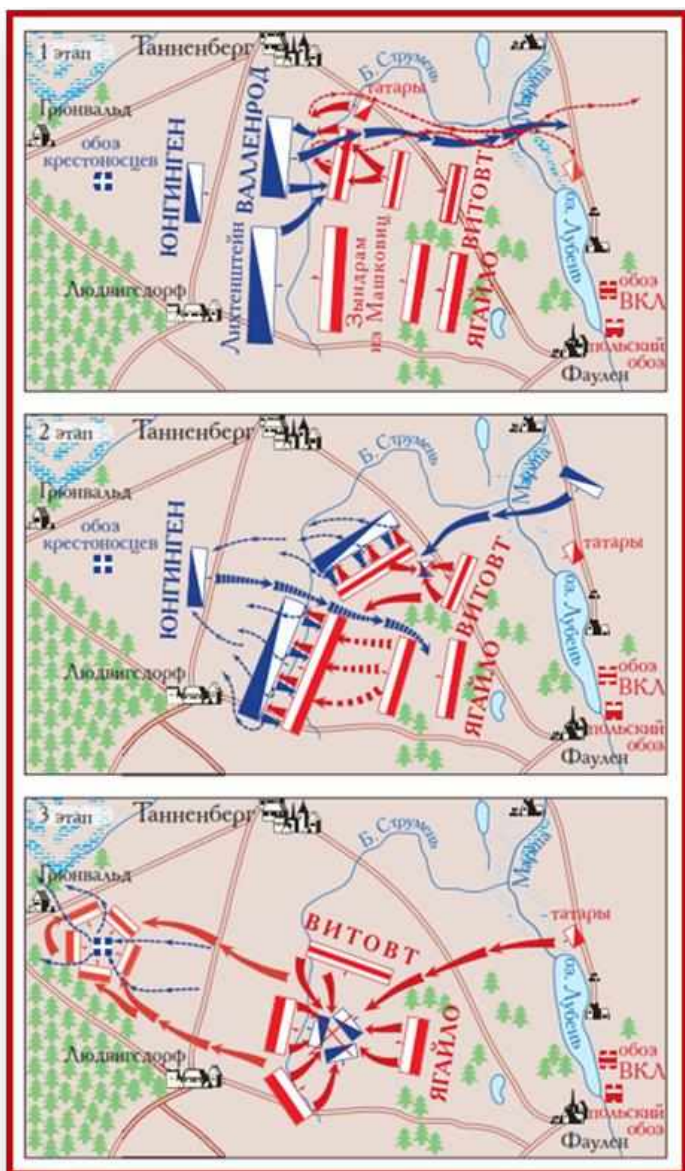 1 этап
Танненберг
Б. Струмень
татары
Марша
Грюнвальд
обоз
крестоносцев
ЮНГИНГЕН
ВАЛЛЕНРОД
Лихтенштейн
Зындрам
из Машковиц
ВИТОВТ
ЯГАЙЛО
оз. Лубень
Людвигсдорф
обоз
ВКЛ
польский
обоз
Фаулен
2 этап
Танненберг
Б. Струмень
Марша
Грюнвальд
обоз
крестоносцев
ЮНГИНГЕН
ВИТОВТ
ЯГАЙЛО
татары
оз. Лубень
Людвигсдорф
обоз
ВКЛ
польский
обоз
Фаулен
3 этап
Танненберг
Б. Струмень
Марша
Грюнвальд
ВИТОВТ
татары
ЯГАЙЛО
оз. Лубень
Людвигсдорф
обоз
ВКЛ
польский
обоз
Фаулен